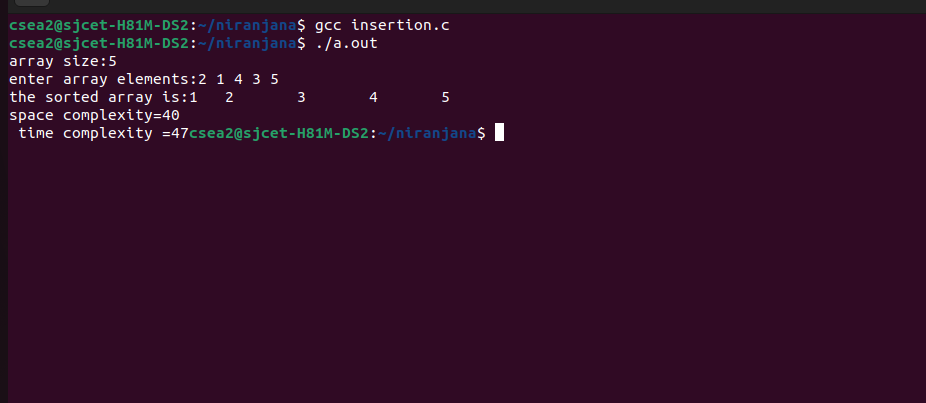 csea2@sjcet-H81M-DS2:~/niranjana$ gcc insertion.c
csea2@sjcet-H81M-DS2:~/niranjana$ ./a.out
array size:5
enter array elements:2 1 4 3 5
the sorted array is:1	2	3	4	5
space complexity=40
 time complexity =47csea2@sjcet-H81M-DS2:~/niranjana$